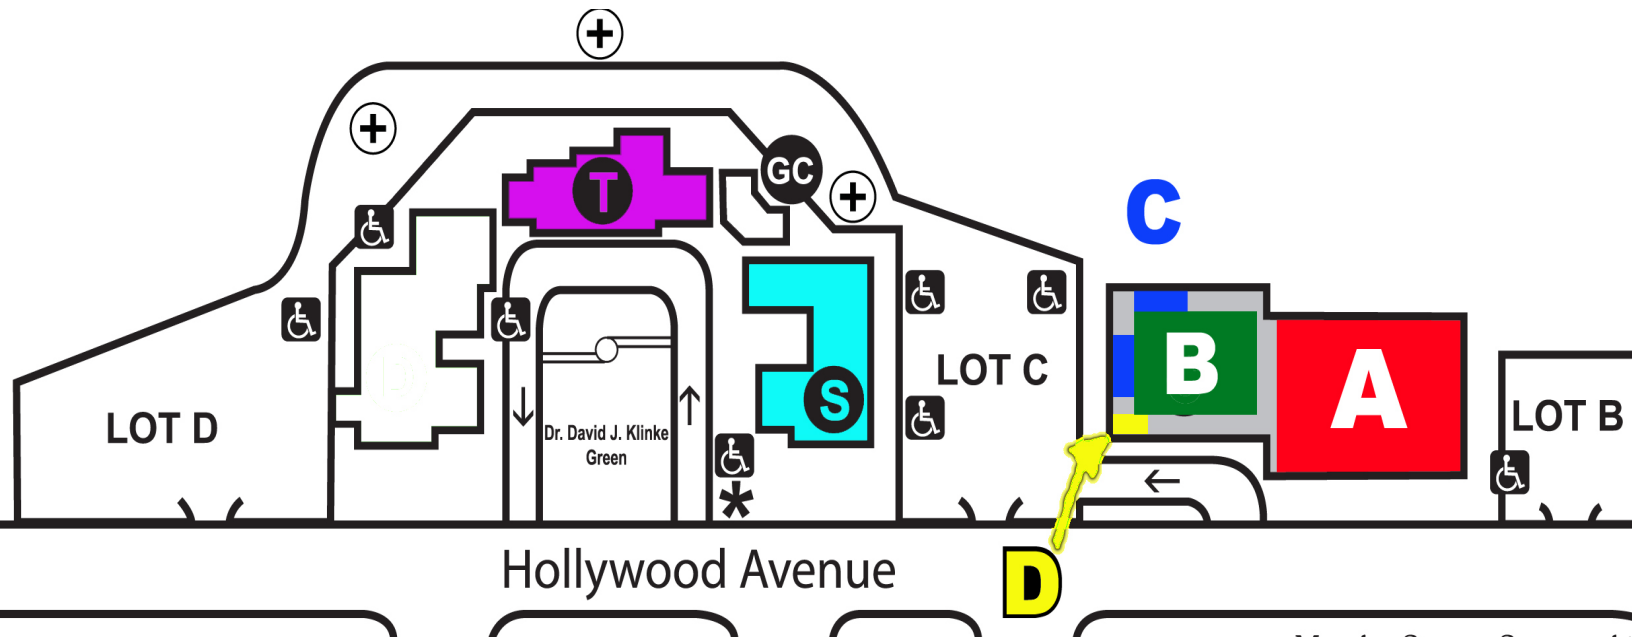 T
GC
C
LOT C
B
A
S
LOT B
LOT D
Dr. David J. Klinke
Green
*
Hollywood Avenue
D